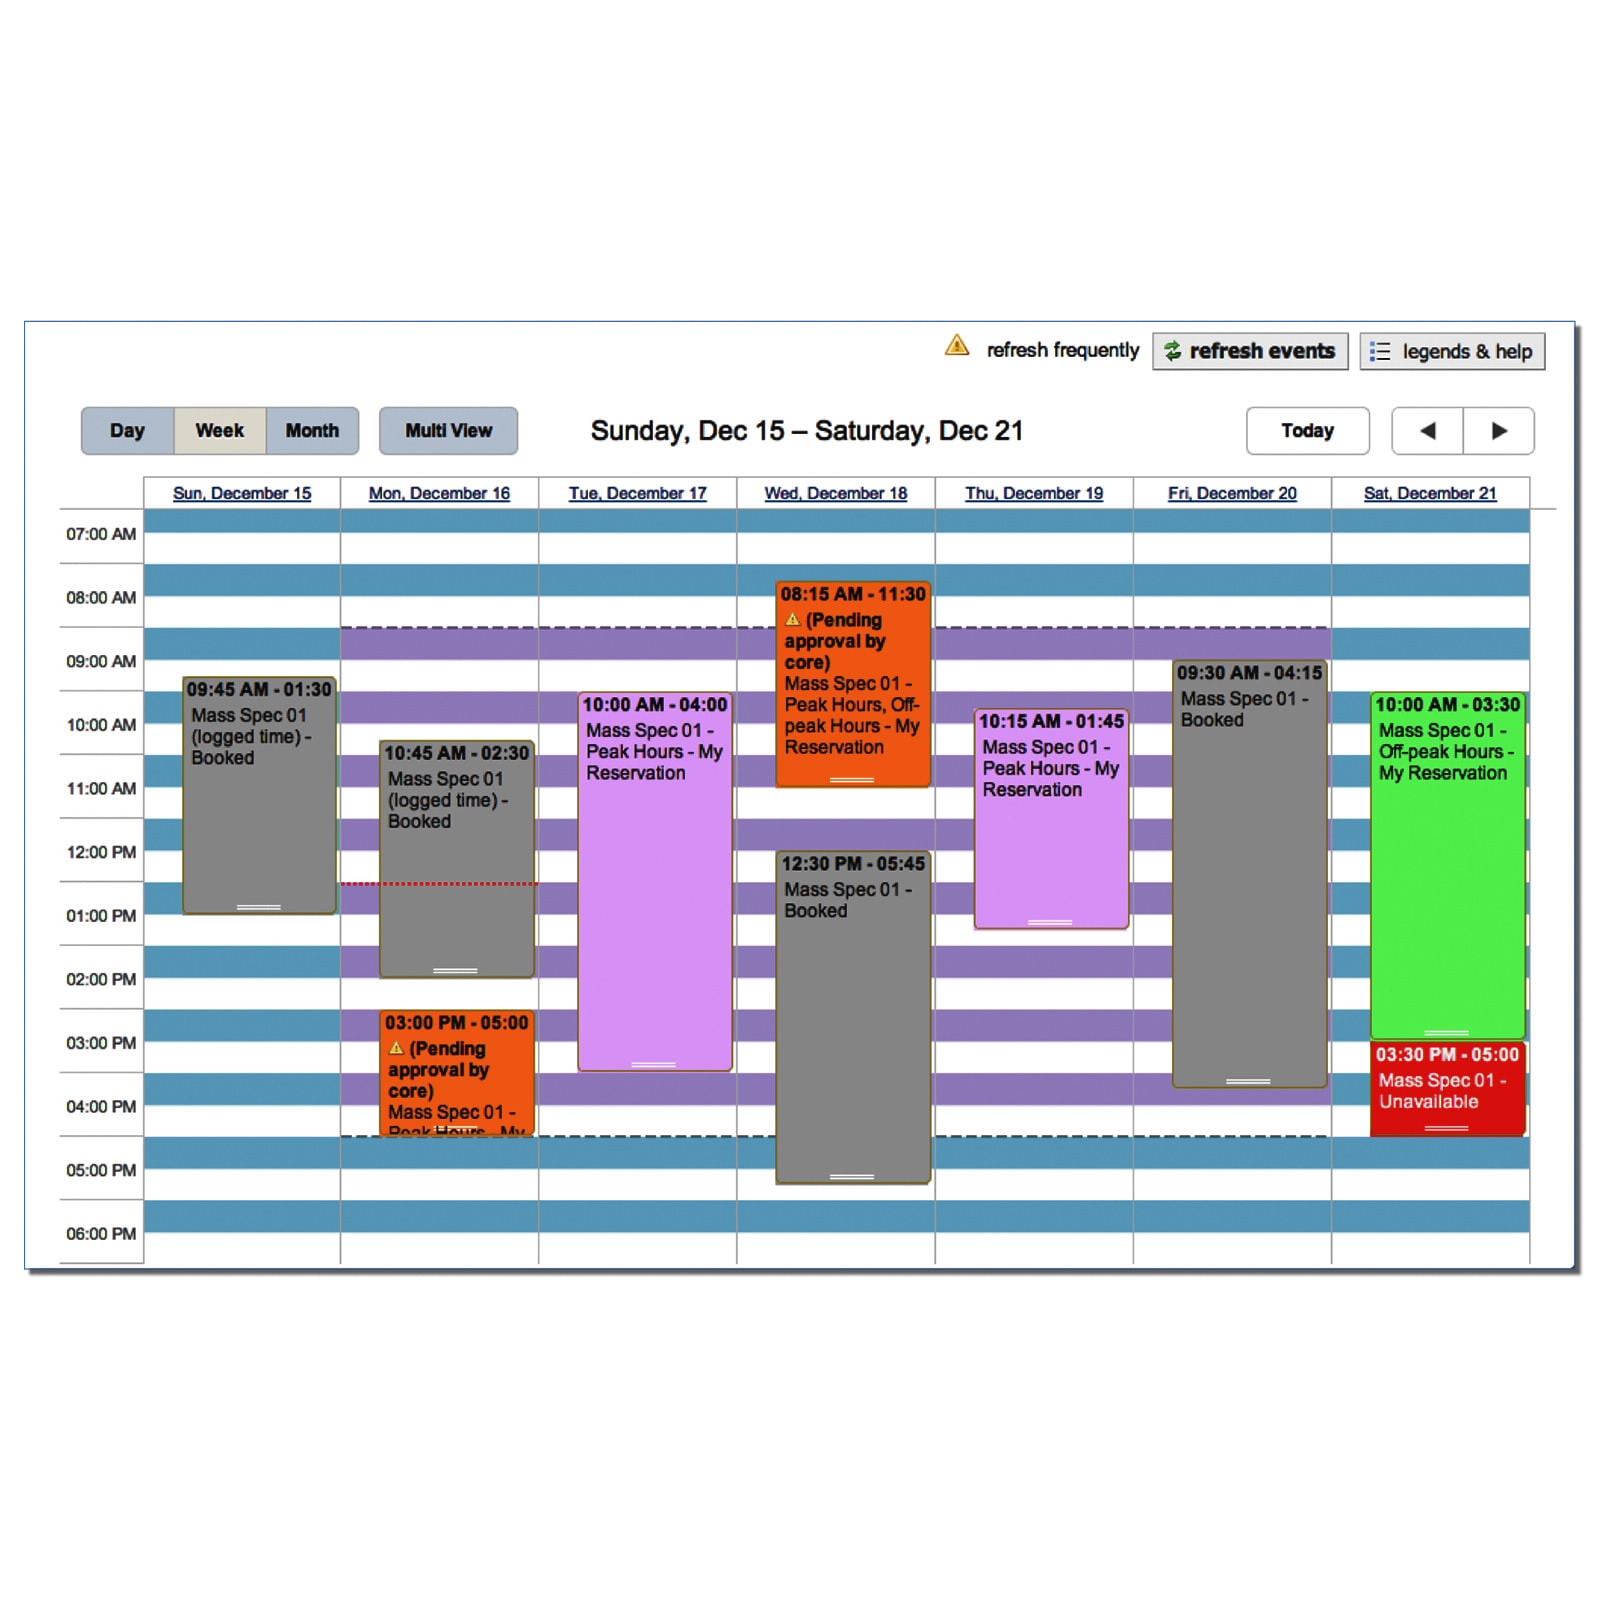 refresh frequently
refresh events
legends & help
Day
Week
Month
Multi View
Sunday, Dec 15 – Saturday, Dec 21
Today
Sun, December 15
Mon, December 16
Tue, December 17
Wed, December 18
Thu, December 19
Fri, December 20
Sat, December 21
07:00 AM
08:00 AM
09:00 AM
10:00 AM
11:00 AM
12:00 PM
01:00 PM
02:00 PM
03:00 PM
04:00 PM
05:00 PM
06:00 PM
09:45 AM - 01:30
Mass Spec 01
(logged time) -
Booked
10:45 AM - 02:30
Mass Spec 01
(logged time) -
Booked
03:00 PM - 05:00
(Pending
approval by
core)
Mass Spec 01 -
Peak Hours - My
10:00 AM - 04:00
Mass Spec 01 -
Peak Hours - My
Reservation
08:15 AM - 11:30
(Pending
approval by
core)
Mass Spec 01 -
Peak Hours, Off-
peak Hours - My
Reservation
12:30 PM - 05:45
Mass Spec 01 -
Booked
10:15 AM - 01:45
Mass Spec 01 -
Peak Hours - My
Reservation
09:30 AM - 04:15
Mass Spec 01 -
Booked
10:00 AM - 03:30
Mass Spec 01 -
Off-peak Hours -
My Reservation
03:30 PM - 05:00
Mass Spec 01 -
Unavailable